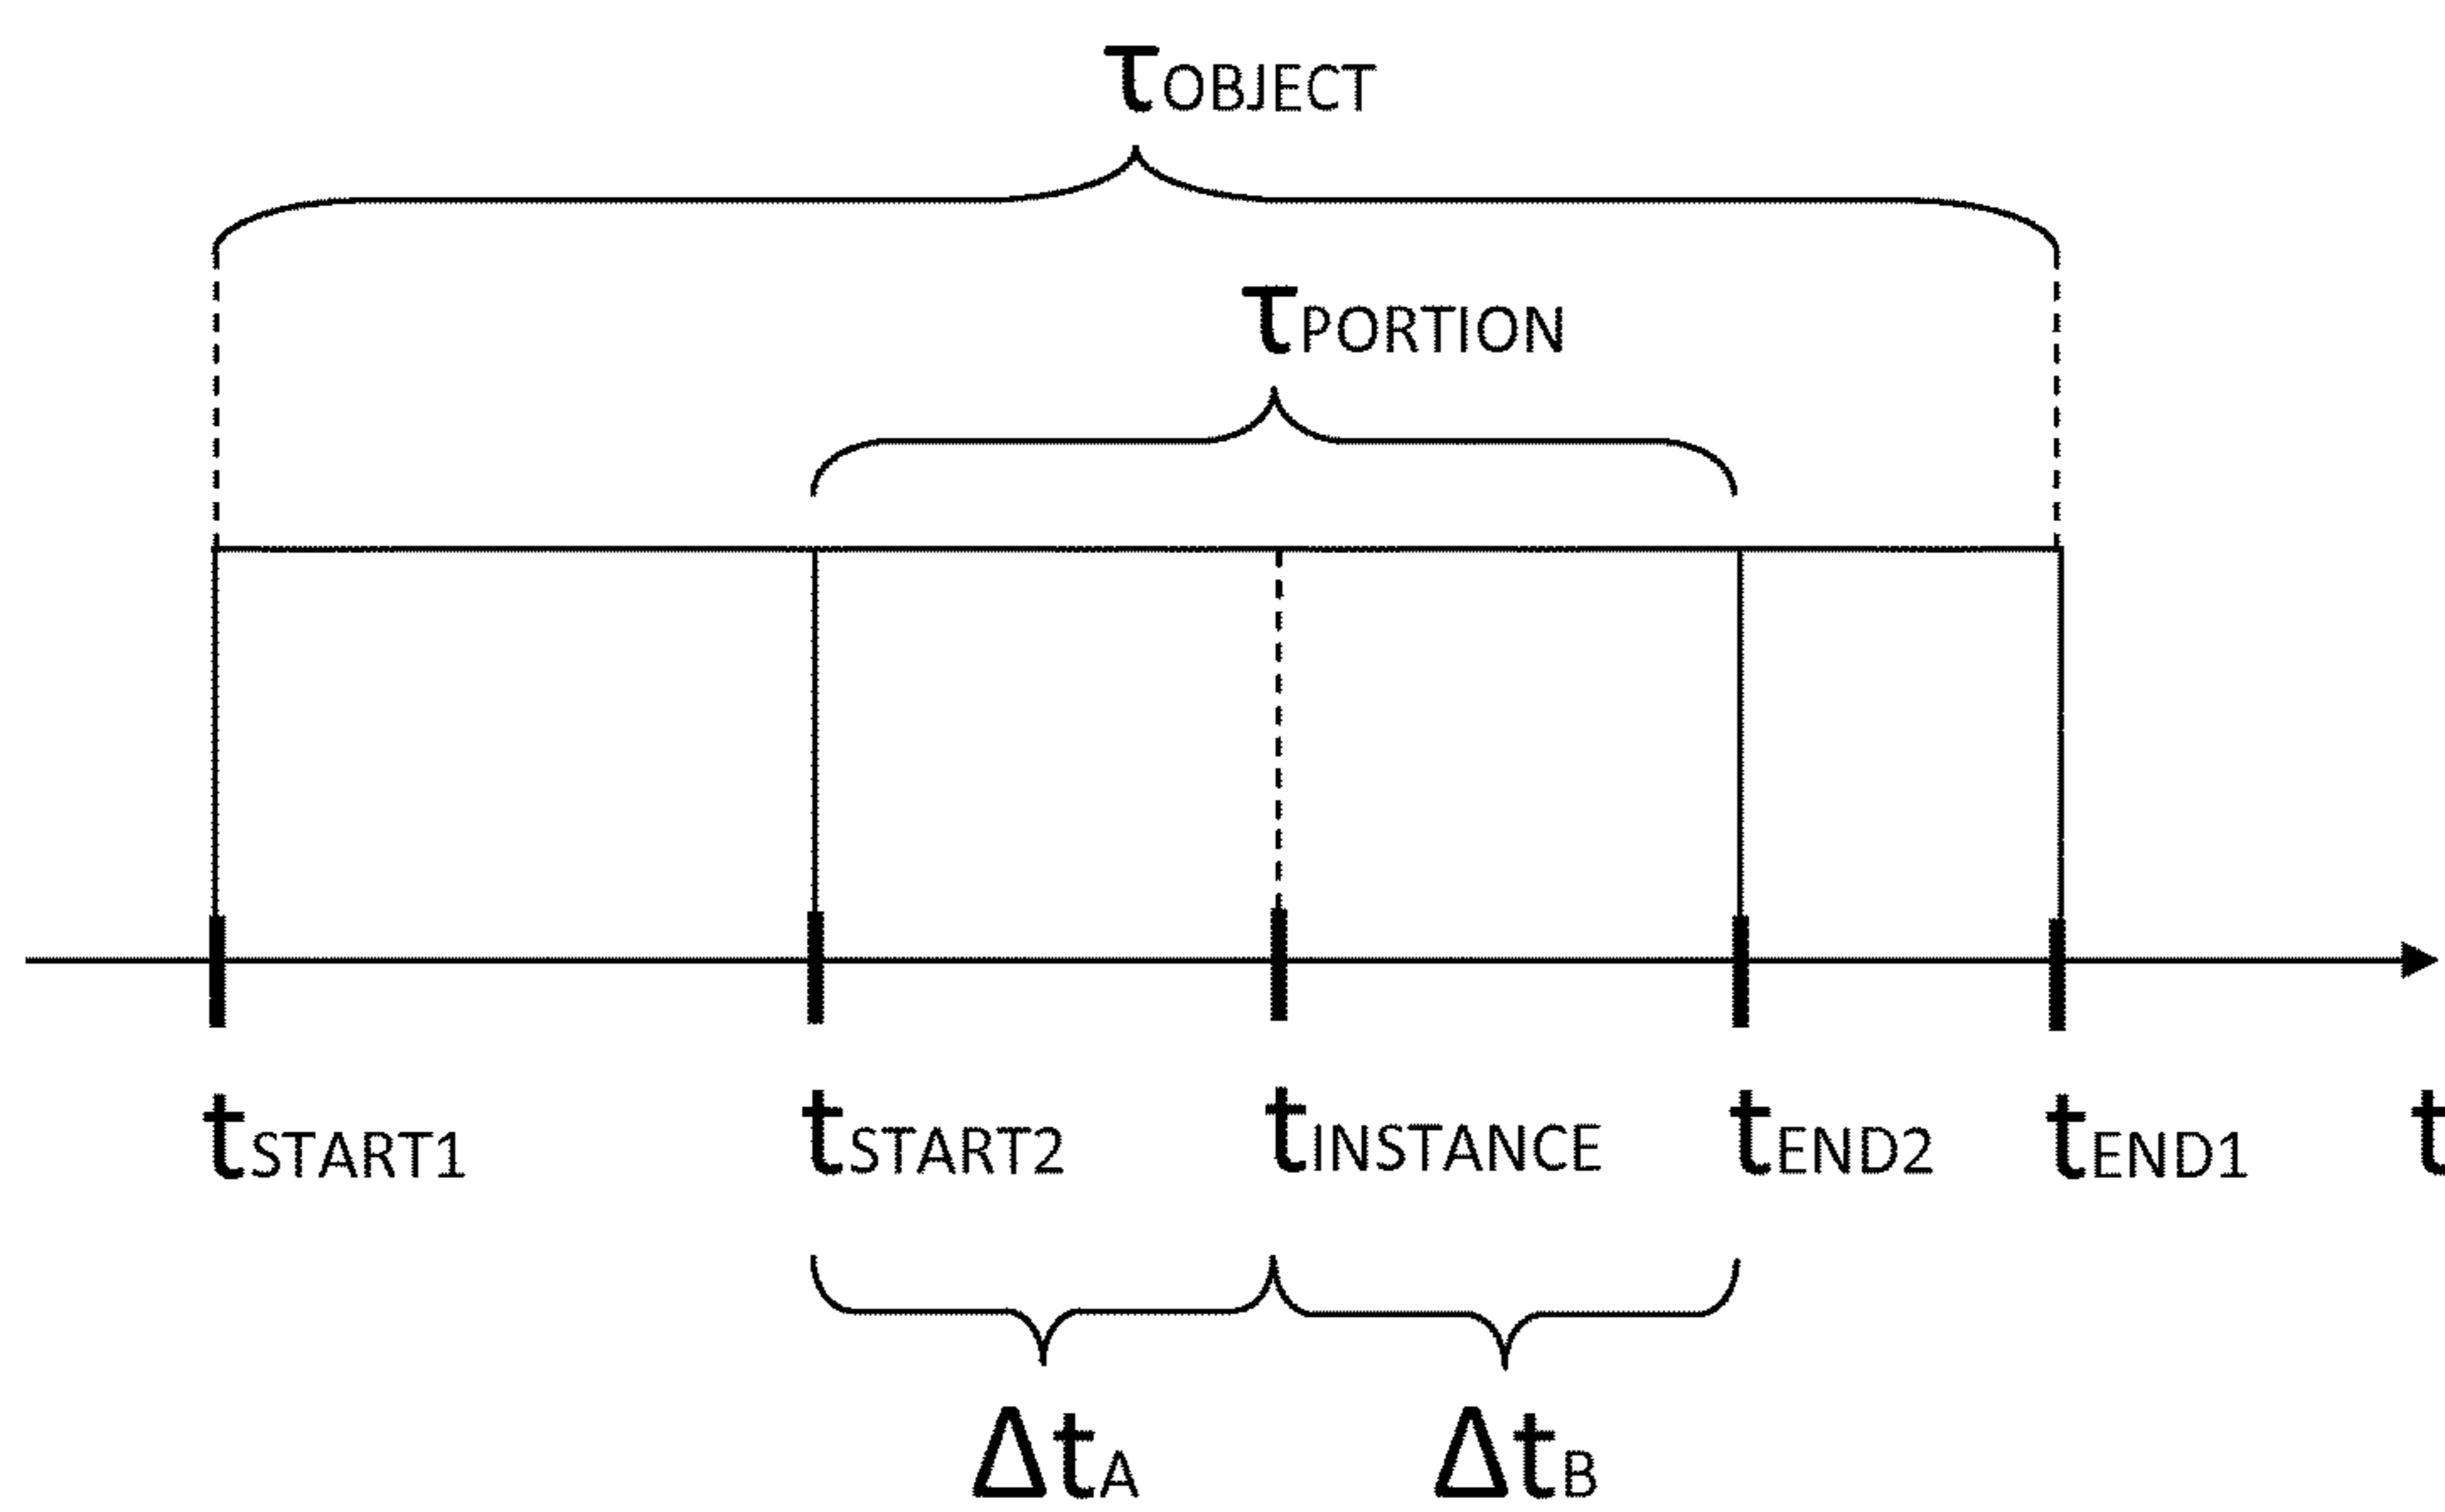 τOBJECT
τPORTION
tSTART1 tSTART2 tINSTANCE tEND2 tEND1 t
ΔtA ΔtB